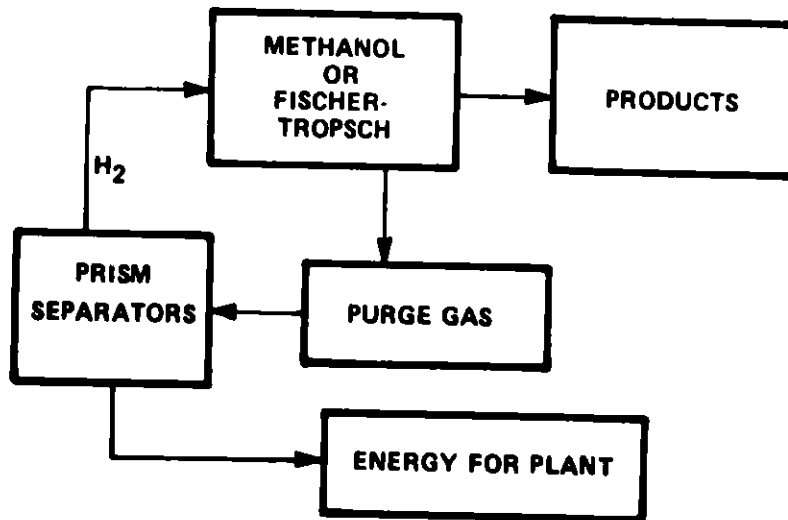 METHANOL
OR
FISCHER-
TROPSCH
PRODUCTS
H2
PRISM
SEPARATORS
PURGE GAS
ENERGY FOR PLANT